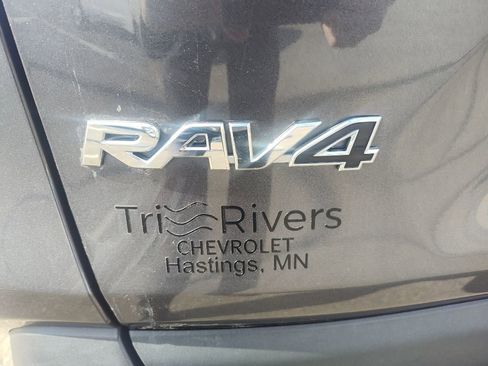 RAV4
Tri Rivers
CHEVROLET
Hastings, MN